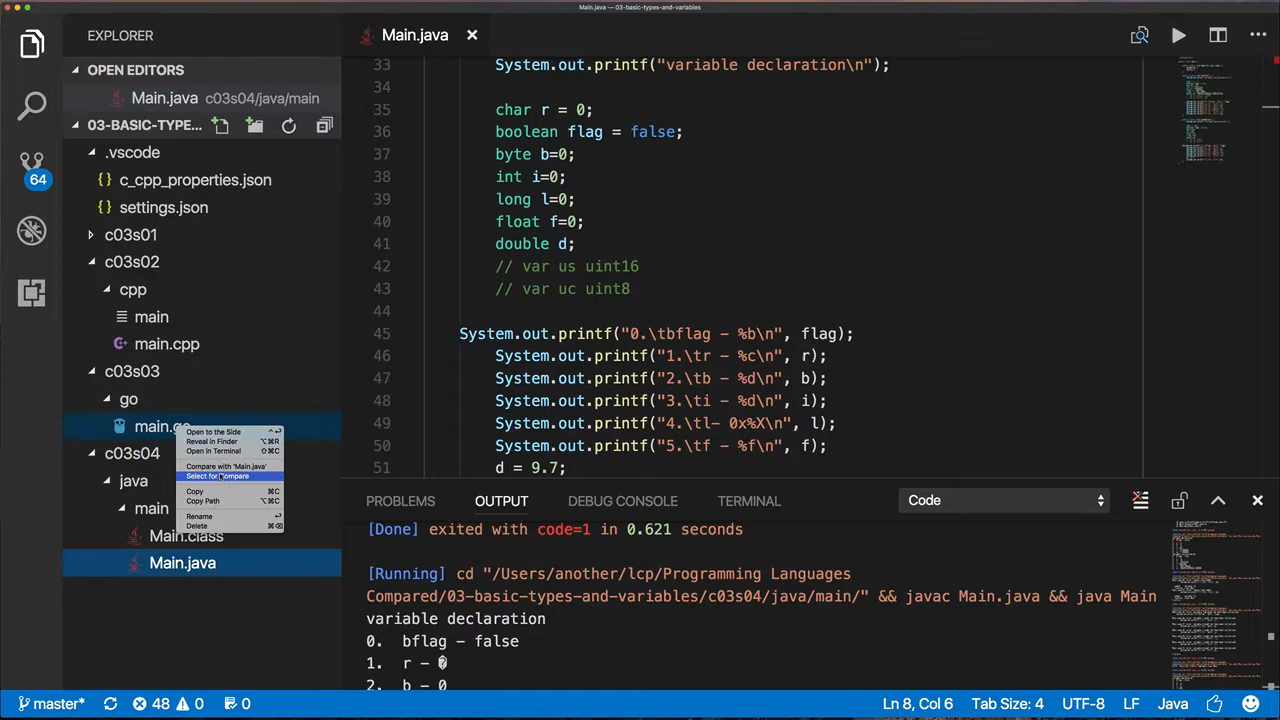 Main.java — 03-basic-types-and-variables
EXPLORER
OPEN EDITORS
Main.java c03s04/java/main
03-BASIC-TYPE...
.vscode
{} c_cpp_properties.json
{} settings.json
c03s01
c03s02
cpp
main
main.cpp
c03s03
go
main.go
c03s04
java
main
Main.class
Main.java
64
Open to the Side ^⏎
Reveal in Finder ⌥⌘R
Open in Terminal ⇧⌘C
Compare with 'Main.java'
Select for Compare
Copy ⌘C
Copy Path ⌥⌘C
Rename ⏎
Delete ⌘⌫
Main.java
33 System.out.printf("variable declaration\n");
34
35 char r = 0;
36 boolean flag = false;
37 byte b=0;
38 int i=0;
39 long l=0;
40 float f=0;
41 double d;
42 // var us uint16
43 // var uc uint8
44
45 System.out.printf("0.\tbflag - %b\n", flag);
46 System.out.printf("1.\tr - %c\n", r);
47 System.out.printf("2.\tb - %d\n", b);
48 System.out.printf("3.\ti - %d\n", i);
49 System.out.printf("4.\tl- 0x%X\n", l);
50 System.out.printf("5.\tf - %f\n", f);
51 d = 9.7;
PROBLEMS OUTPUT DEBUG CONSOLE TERMINAL Code
[Done] exited with code=1 in 0.621 seconds
[Running] cd "/Users/another/lcp/Programming Languages
Compared/03-basic-types-and-variables/c03s04/java/main/" && javac Main.java && java Main
variable declaration
0. bflag - false
1. r - �
2. b - 0
master* 48 0 0 Ln 8, Col 6 Tab Size: 4 UTF-8 LF Java